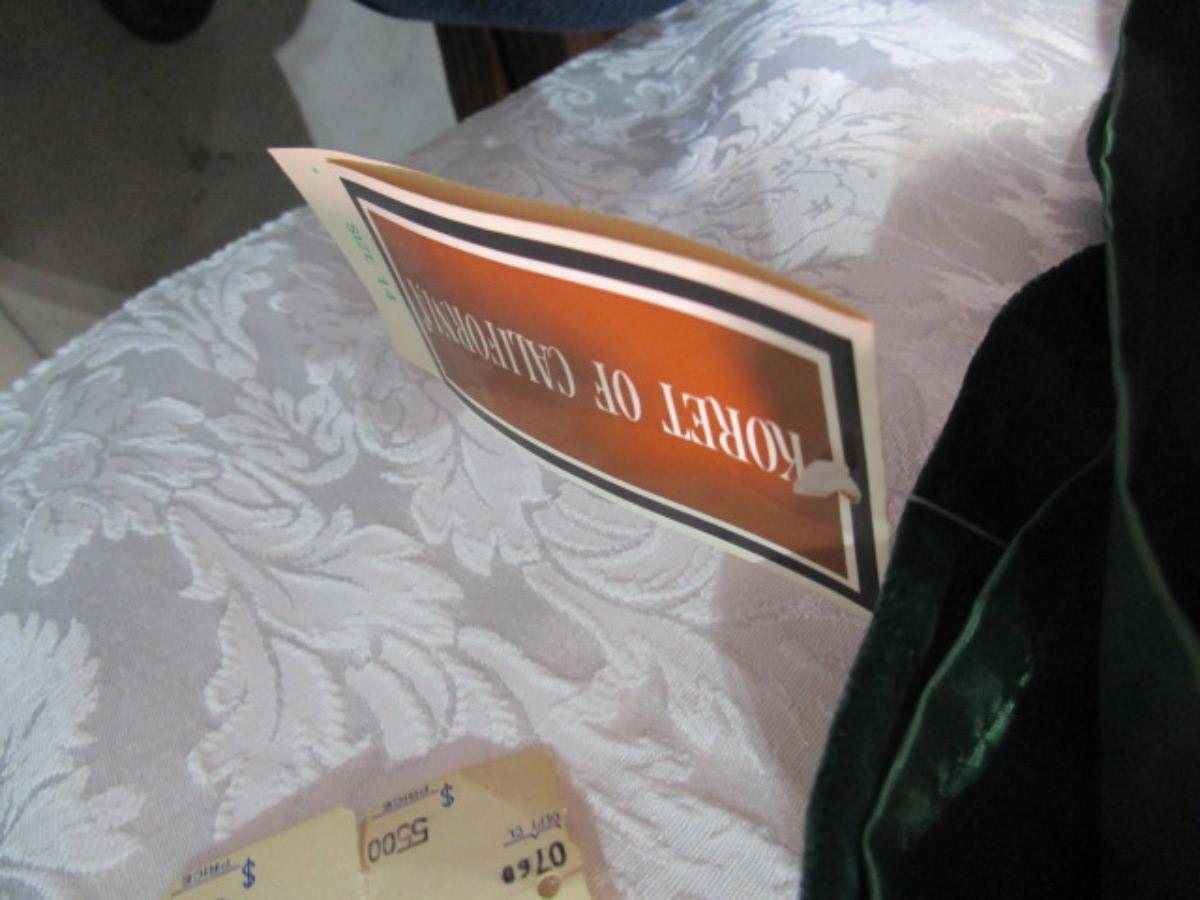 KORET OF CALIFORNIA
SIZE 14
DEPT CL
0760
PRICE
$
5500
PRICE
$